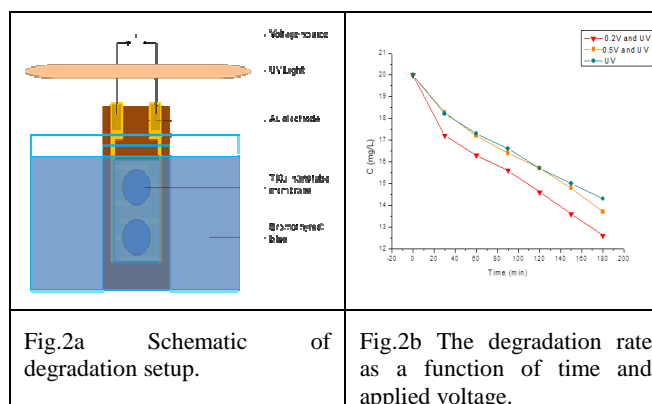 Voltage source
UV Light
Au electrode
TiO₂ nanotube
membrane
Bromothymol
blue
0.2V and UV
0.5V and UV
UV
C (mg/L)
20
19
18
17
16
15
14
13
12
-20 0 20 40 60 80 100 120 140 160 180 200
Time (min)
Fig.2a Schematic of
degradation setup.
Fig.2b The degradation rate
as a function of time and
applied voltage.